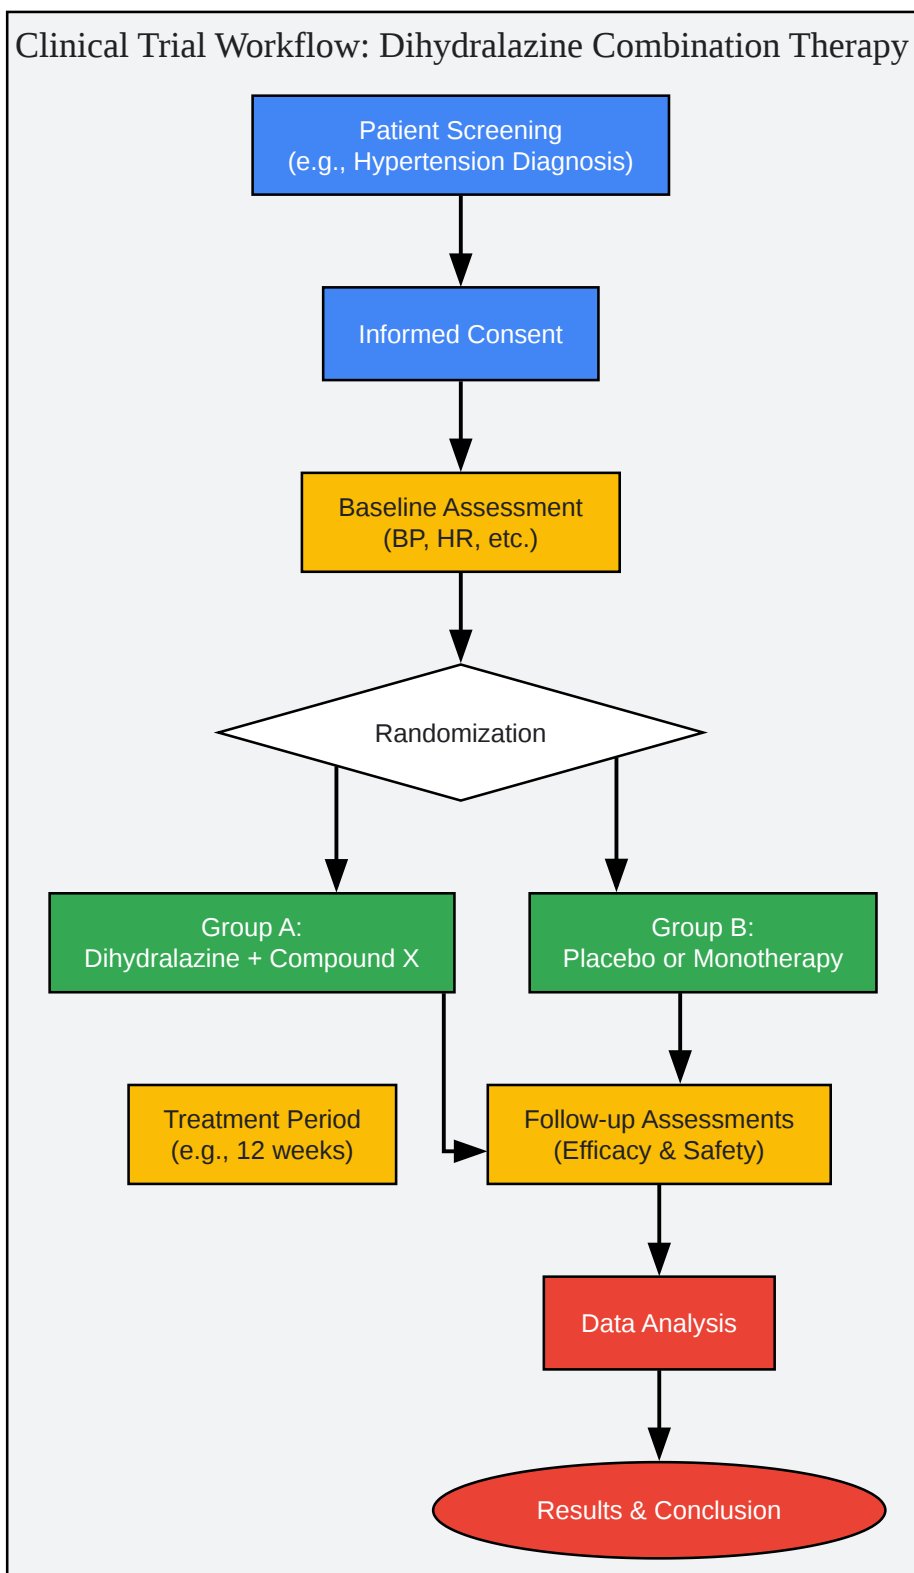 Clinical Trial Workflow: Dihydralazine Combination Therapy
Patient Screening
(e.g., Hypertension Diagnosis)
Informed Consent
Baseline Assessment
(BP, HR, etc.)
Randomization
Group A:
Dihydralazine + Compound X
Group B:
Placebo or Monotherapy
Treatment Period
(e.g., 12 weeks)
Follow-up Assessments
(Efficacy & Safety)
Data Analysis
Results & Conclusion